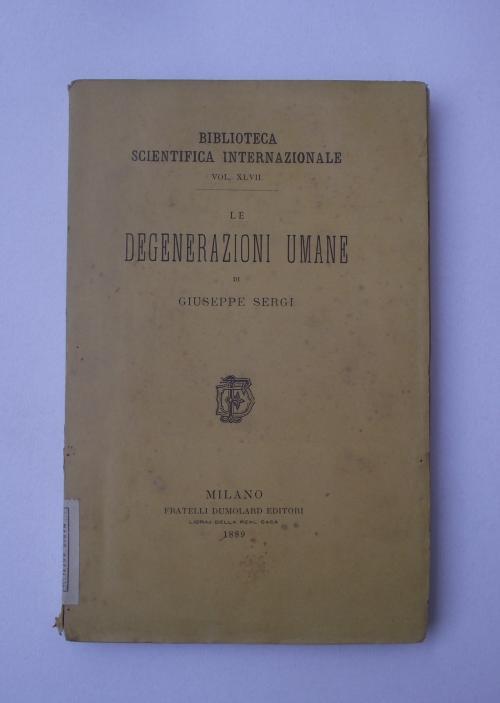 BIBLIOTECA
SCIENTIFICA INTERNAZIONALE
VOL. XLVII.
LE
DEGENERAZIONI UMANE
DI
GIUSEPPE SERGI
MILANO
FRATELLI DUMOLARD EDITORI
LIBRAI DELLA REAL CASA
1889